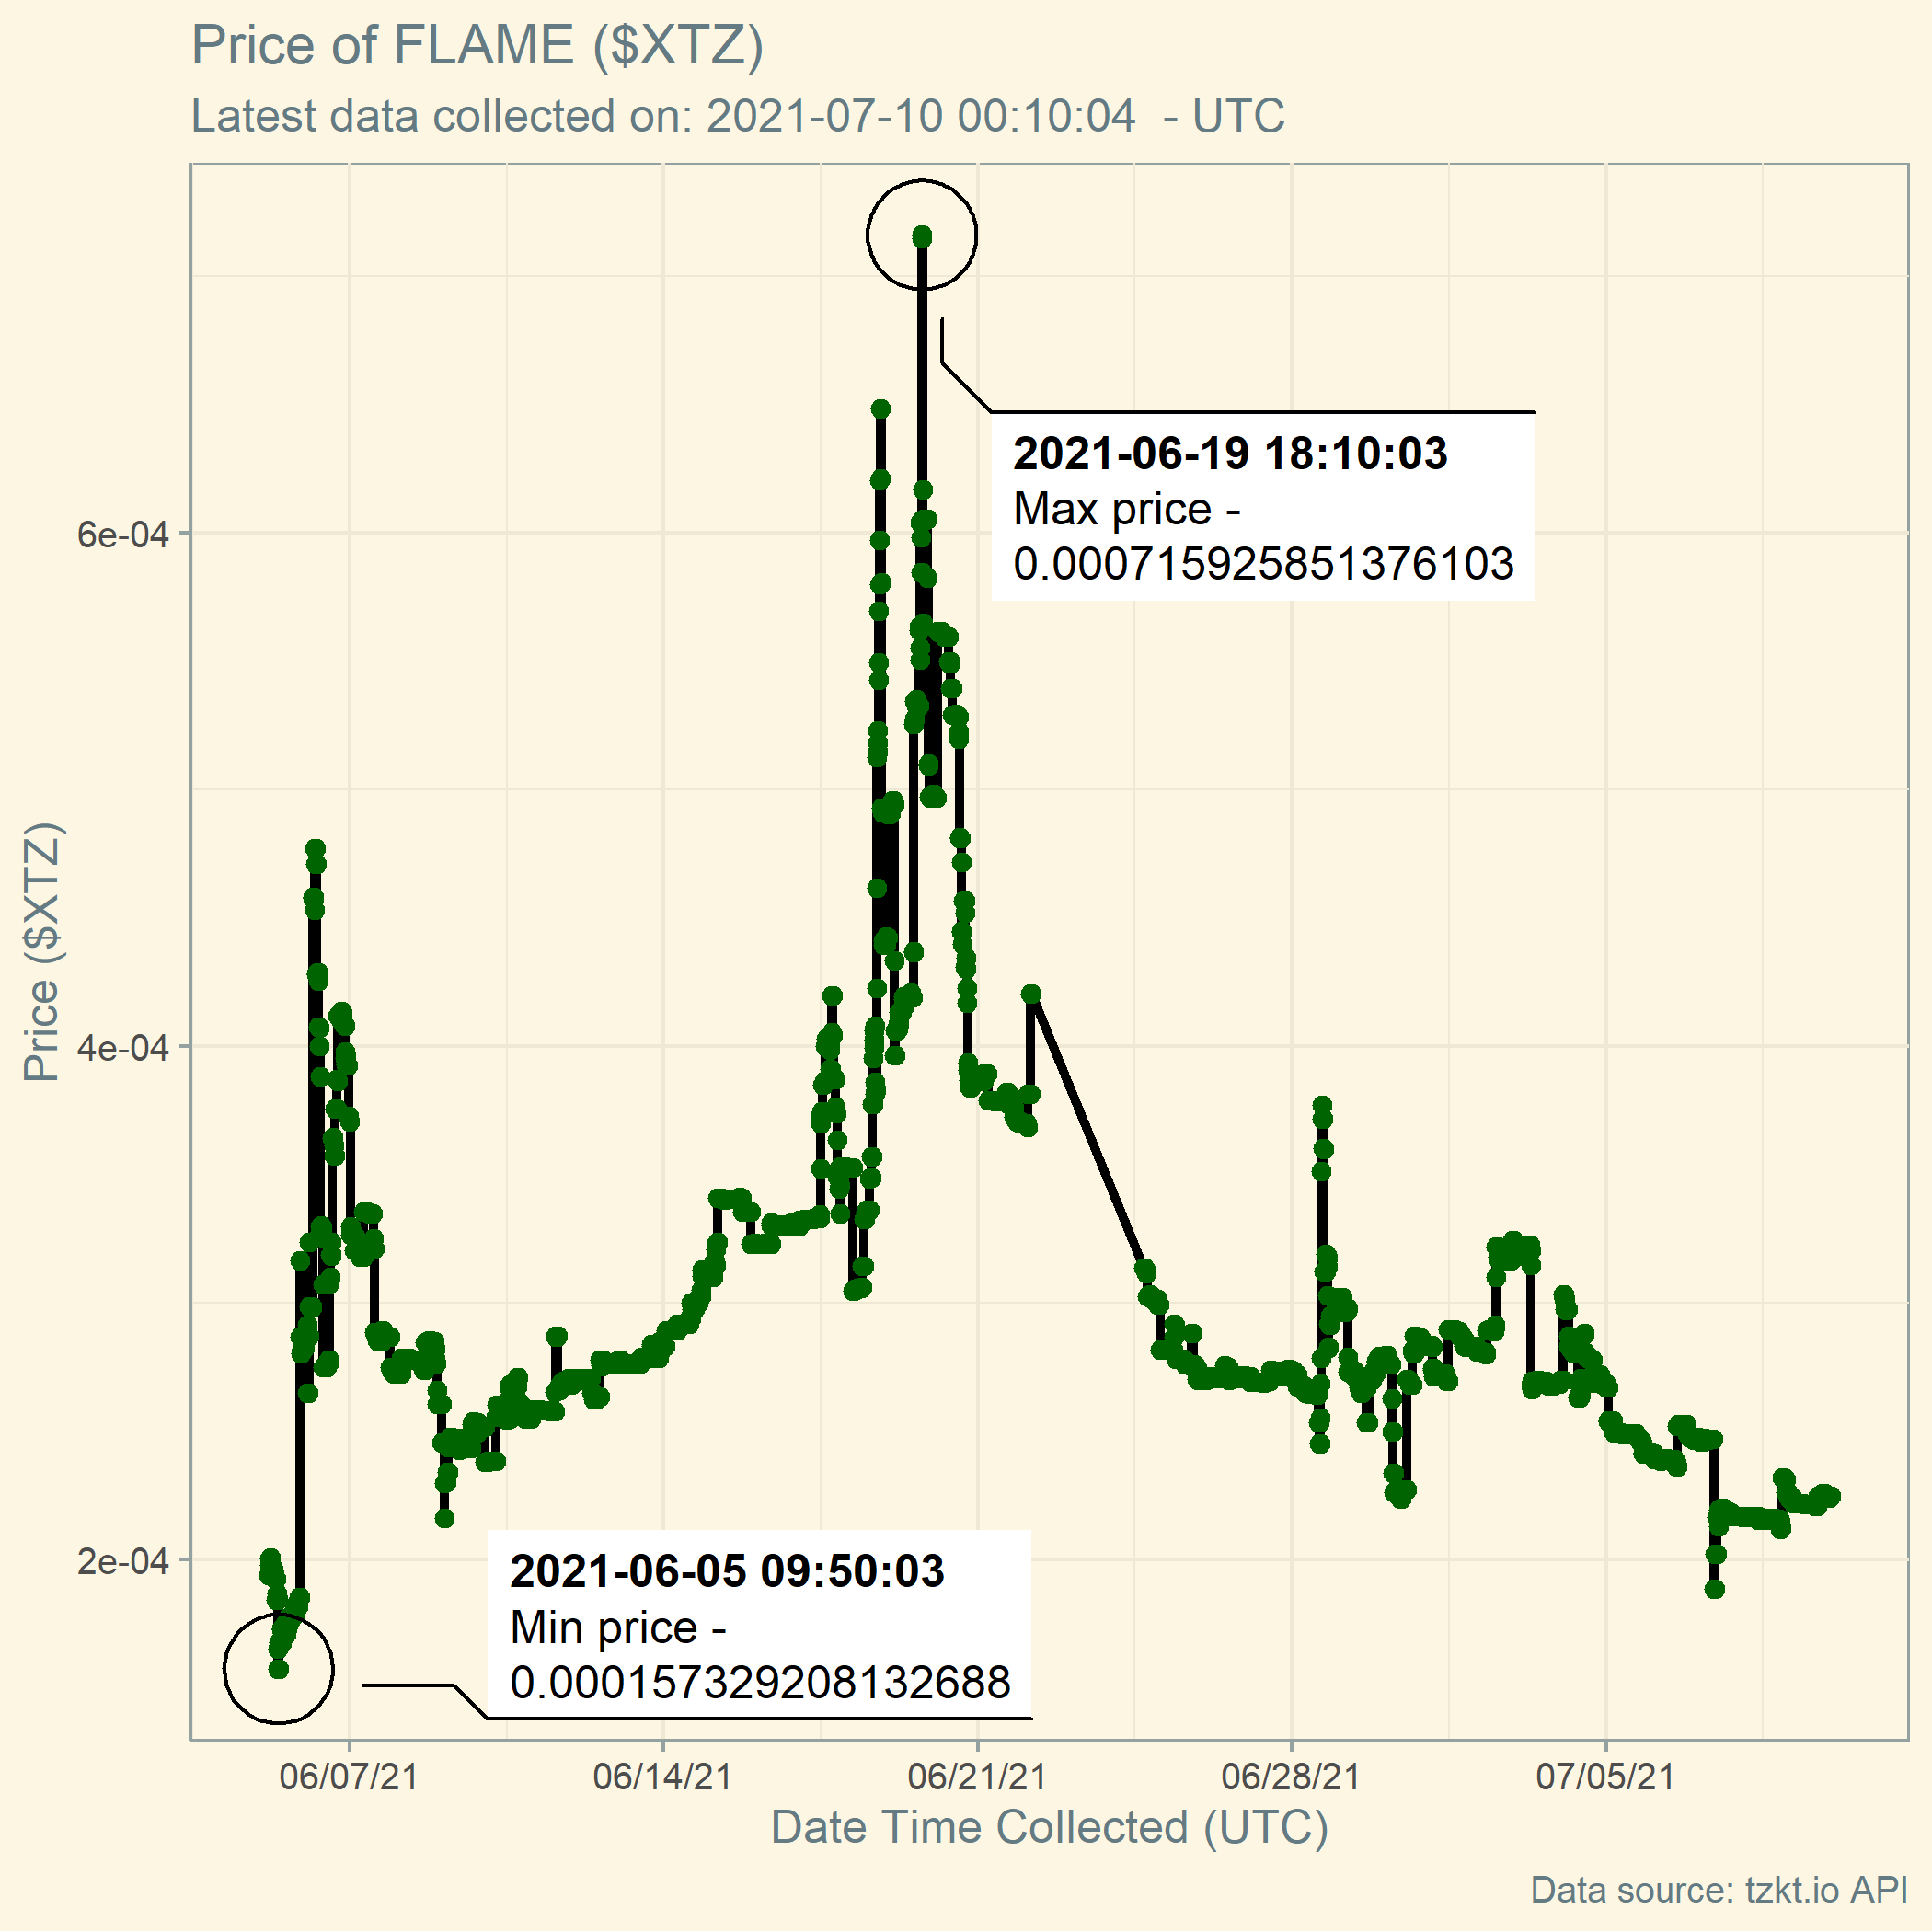 Price of FLAME ($XTZ)
Latest data collected on: 2021-07-10 00:10:04  - UTC
2021-06-19 18:10:03
Max price -
0.000715925851376103
6e-04
4e-04
2e-04
Price ($XTZ)
2021-06-05 09:50:03
Min price -
0.000157329208132688
06/07/21
06/14/21
06/21/21
06/28/21
07/05/21
Date Time Collected (UTC)
Data source: tzkt.io API